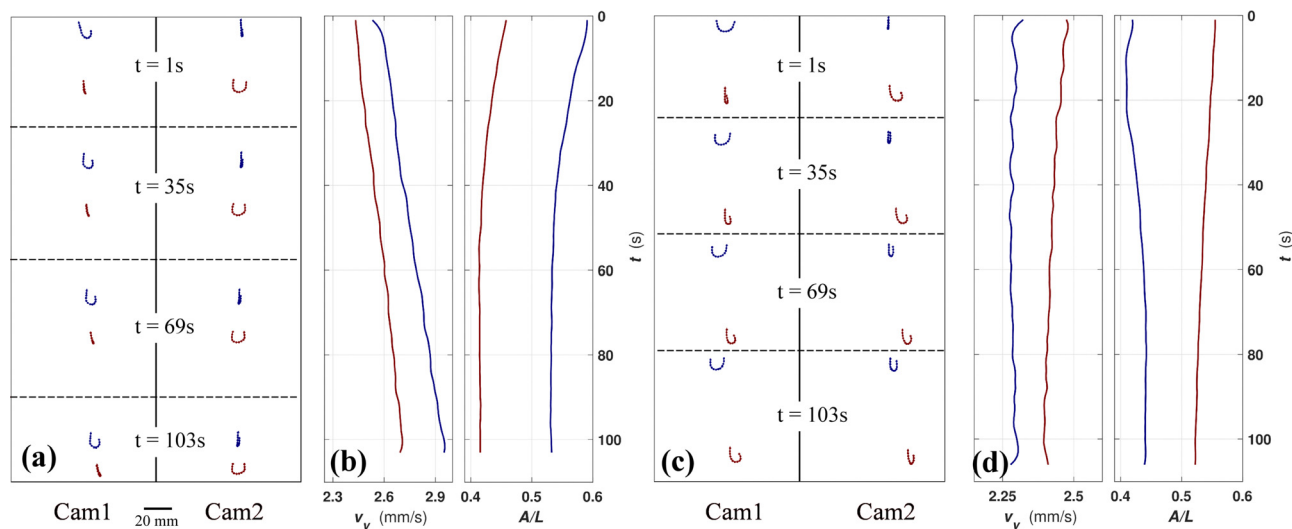 t = 1s
t = 35s
t = 69s
t = 103s
(a)
Cam1
20 mm
Cam2
(b)
2.3 2.6 2.9
v_y (mm/s)
0.4 0.5 0.6
A/L
0
20
40
60
80
100
t (s)
t = 1s
t = 35s
t = 69s
t = 103s
(c)
Cam1
Cam2
(d)
2.25 2.5
v_y (mm/s)
0.4 0.5 0.6
A/L
0
20
40
60
80
100
t (s)